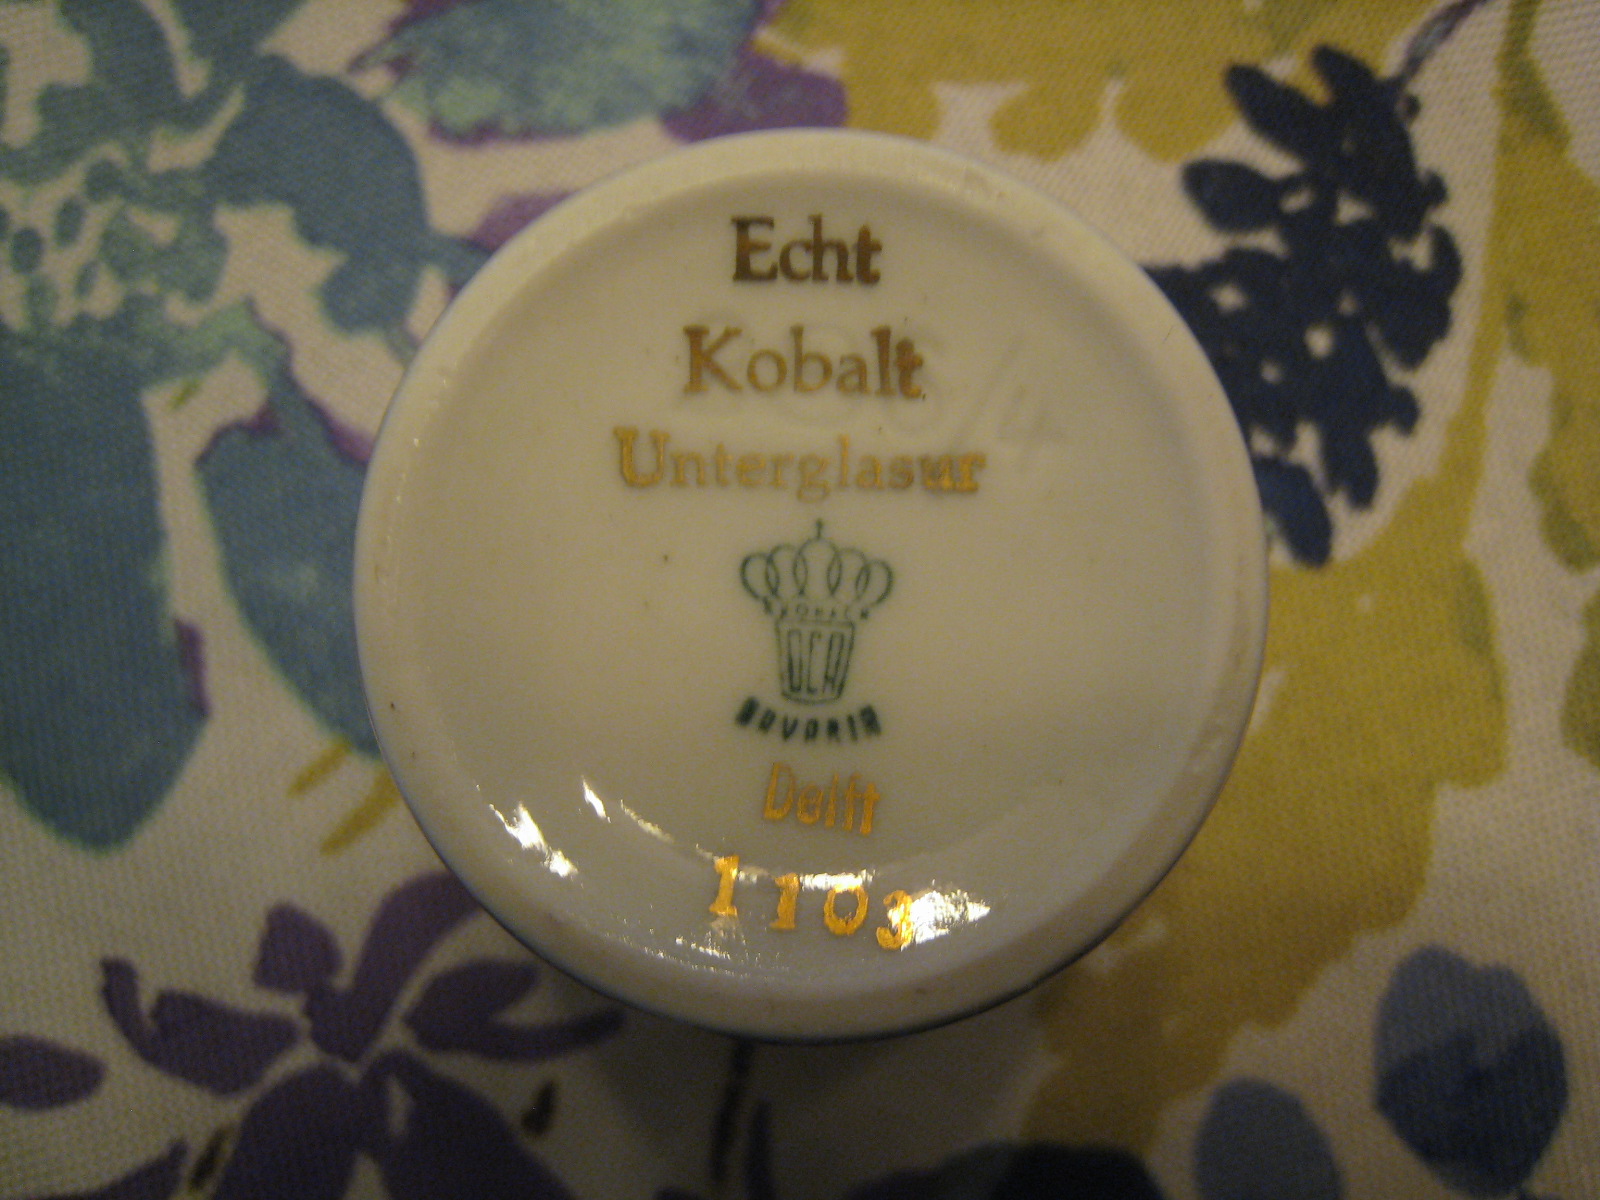 Echt
Kobalt
Unterglasur
BAVARIA
Delft
1103